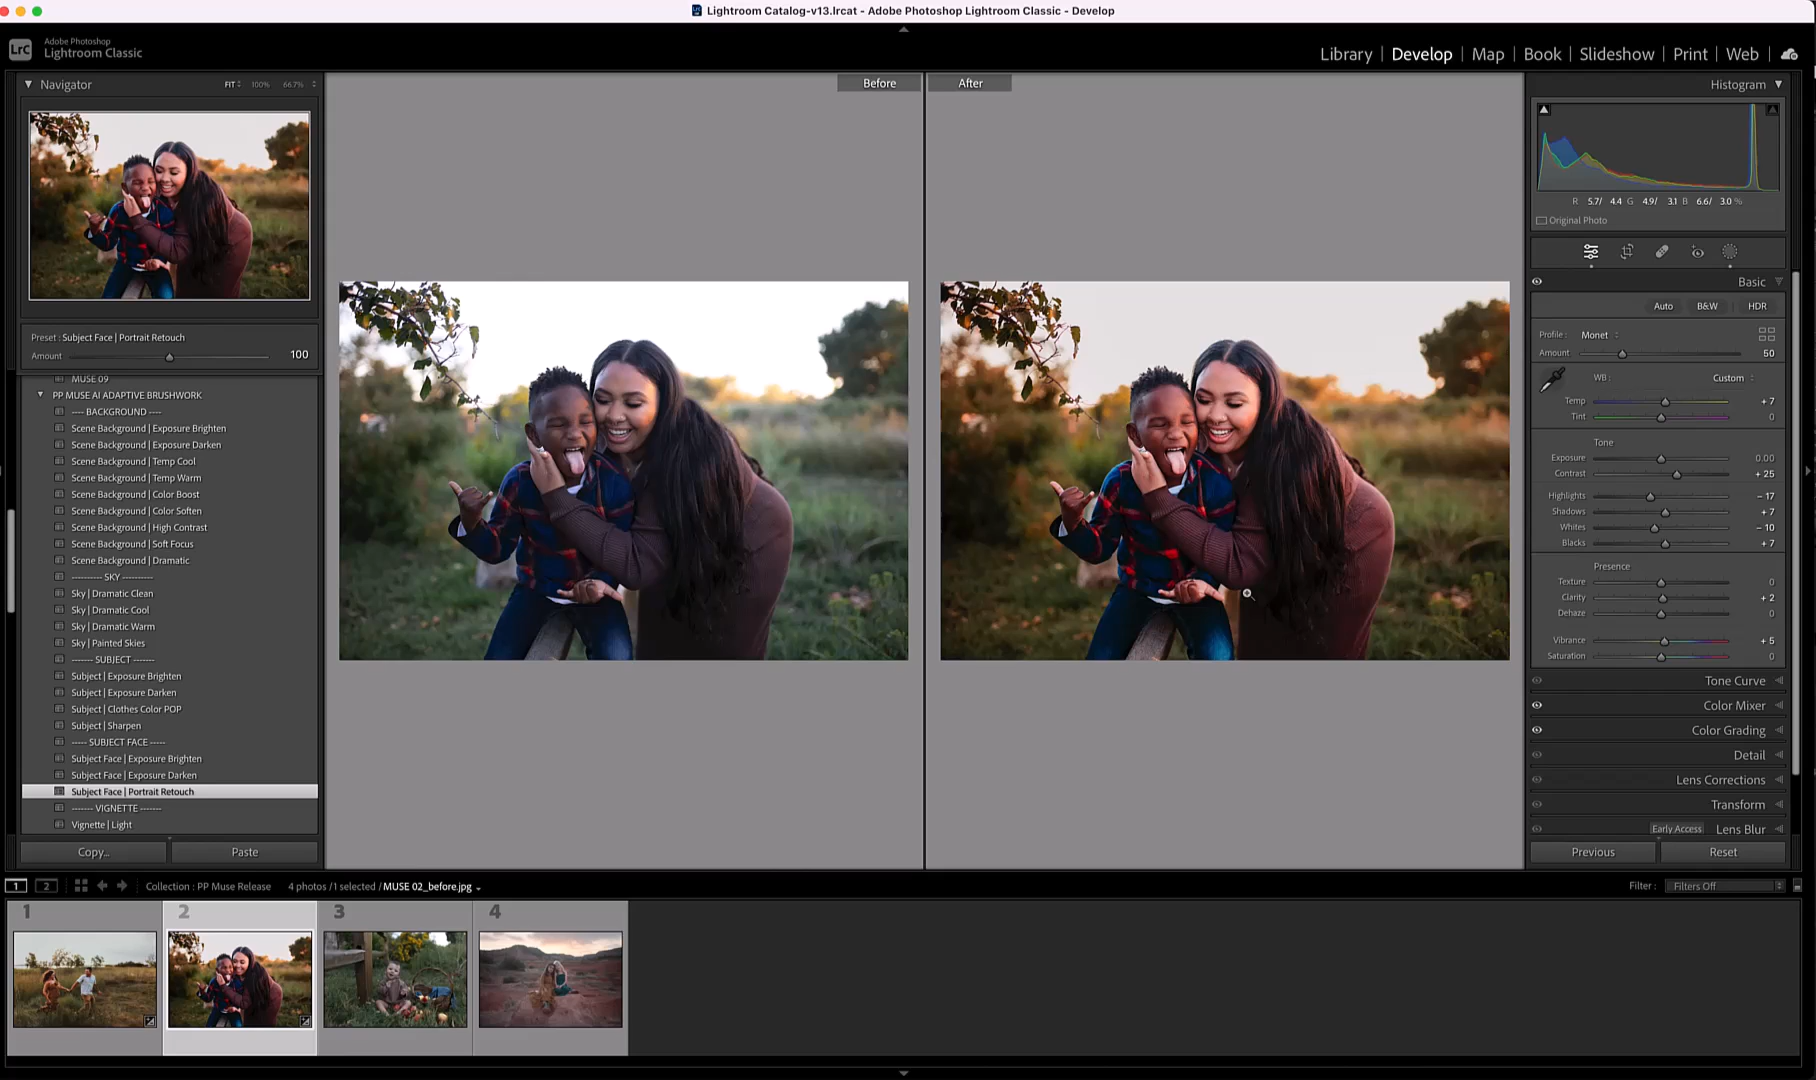 Lightroom Catalog-v13.lrcat - Adobe Photoshop Lightroom Classic - Develop
LrC
Adobe Photoshop
Lightroom Classic
Library | Develop | Map | Book | Slideshow | Print | Web
Navigator
FIT
100%
66.7%
Preset : Subject Face | Portrait Retouch
Amount
100
MUSE 09
PP MUSE AI ADAPTIVE BRUSHWORK
---- BACKGROUND ----
Scene Background | Exposure Brighten
Scene Background | Exposure Darken
Scene Background | Temp Cool
Scene Background | Temp Warm
Scene Background | Color Boost
Scene Background | Color Soften
Scene Background | High Contrast
Scene Background | Soft Focus
Scene Background | Dramatic
---------- SKY ----------
Sky | Dramatic Clean
Sky | Dramatic Cool
Sky | Dramatic Warm
Sky | Painted Skies
------- SUBJECT -------
Subject | Exposure Brighten
Subject | Exposure Darken
Subject | Clothes Color POP
Subject | Sharpen
----- SUBJECT FACE -----
Subject Face | Exposure Brighten
Subject Face | Exposure Darken
Subject Face | Portrait Retouch
------- VIGNETTE -------
Vignette | Light
Copy...
Paste
Before
After
Histogram
R 5.7/ 4.4 G 4.9/ 3.1 B 6.6/ 3.0 %
Original Photo
Basic
Auto
B&W
HDR
Profile : Monet
Amount 50
WB : Custom
Temp + 7
Tint 0
Tone
Exposure 0.00
Contrast + 25
Highlights – 17
Shadows + 7
Whites – 10
Blacks + 7
Presence
Texture 0
Clarity + 2
Dehaze 0
Vibrance + 5
Saturation 0
Tone Curve
Color Mixer
Color Grading
Detail
Lens Corrections
Transform
Early Access Lens Blur
Previous
Reset
1
2
Collection : PP Muse Release
4 photos /1 selected / MUSE 02_before.jpg
Filter :
Filters Off
1
2
3
4